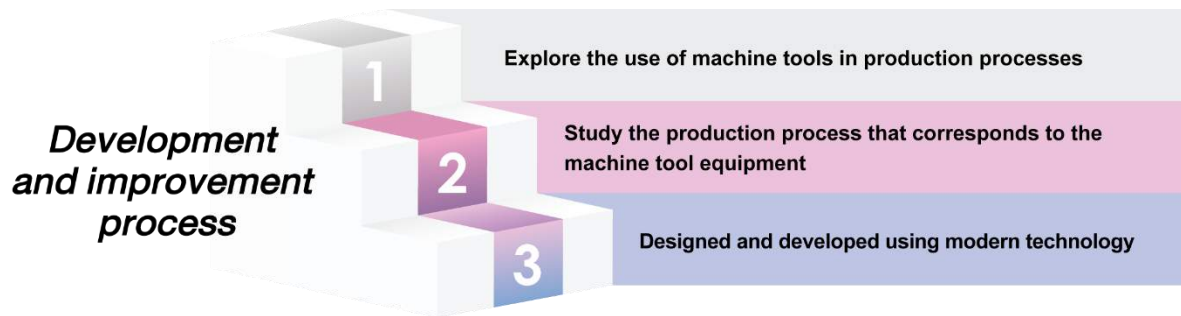 Development
and improvement
process
1
Explore the use of machine tools in production processes
2
Study the production process that corresponds to the
machine tool equipment
3
Designed and developed using modern technology